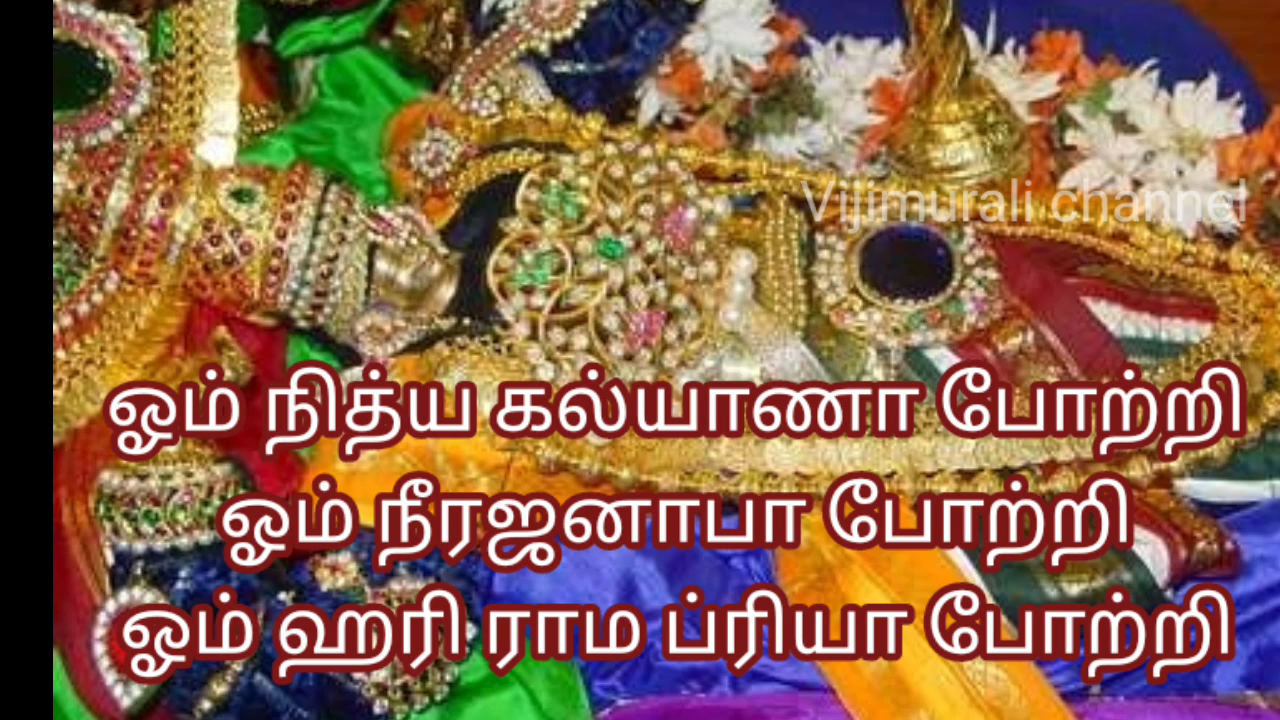 Vijimurali channel
ஓம் நித்ய கல்யாணா போற்றி
ஓம் நீரஜனாபா போற்றி
ஓம் ஹரி ராம ப்ரியா போற்றி